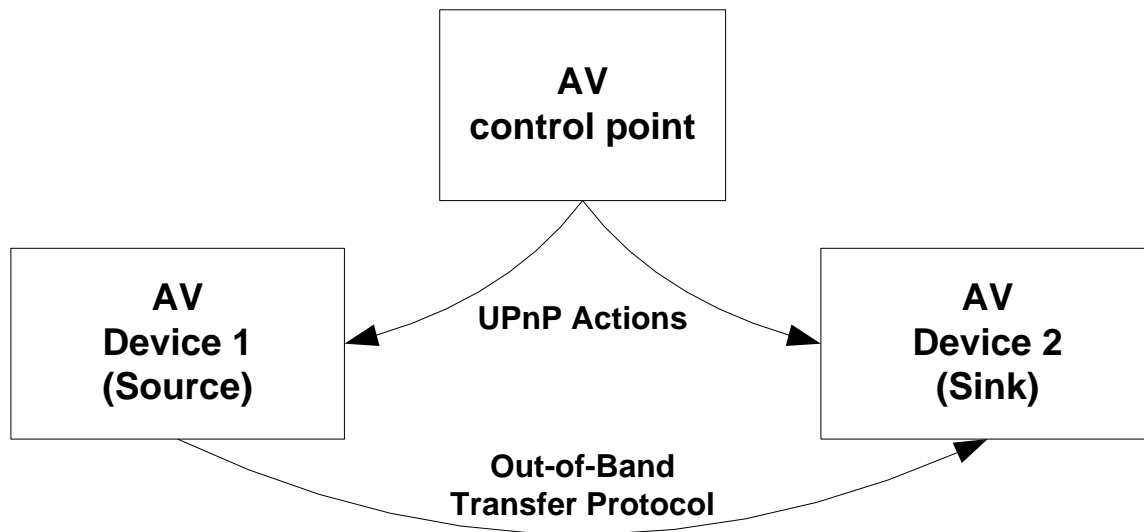 AV
control point
AV
Device 1
(Source)
UPnP Actions
AV
Device 2
(Sink)
Out-of-Band
Transfer Protocol